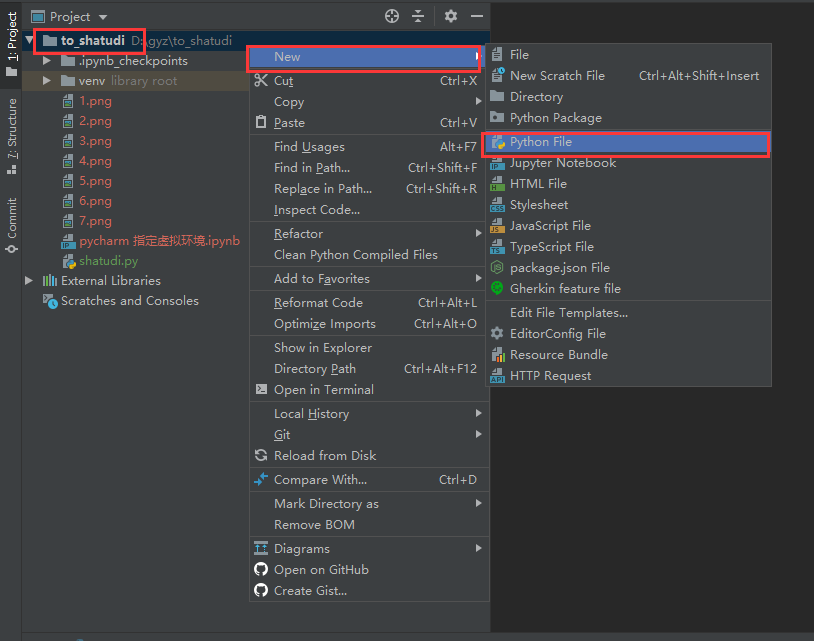 1: Project
7: Structure
Commit
Project
to_shatudi D:\gyz\to_shatudi
.ipynb_checkpoints
venv library root
1.png
2.png
3.png
4.png
5.png
6.png
7.png
pycharm 指定虚拟环境.ipynb
shatudi.py
External Libraries
Scratches and Consoles
New
Cut Ctrl+X
Copy
Paste Ctrl+V
Find Usages Alt+F7
Find in Path... Ctrl+Shift+F
Replace in Path... Ctrl+Shift+R
Inspect Code...
Refactor
Clean Python Compiled Files
Add to Favorites
Reformat Code Ctrl+Alt+L
Optimize Imports Ctrl+Alt+O
Show in Explorer
Directory Path Ctrl+Alt+F12
Open in Terminal
Local History
Git
Reload from Disk
Compare With... Ctrl+D
Mark Directory as
Remove BOM
Diagrams
Open on GitHub
Create Gist...
File
New Scratch File Ctrl+Alt+Shift+Insert
Directory
Python Package
Python File
Jupyter Notebook
HTML File
Stylesheet
JavaScript File
TypeScript File
package.json File
Gherkin feature file
Edit File Templates...
EditorConfig File
Resource Bundle
HTTP Request